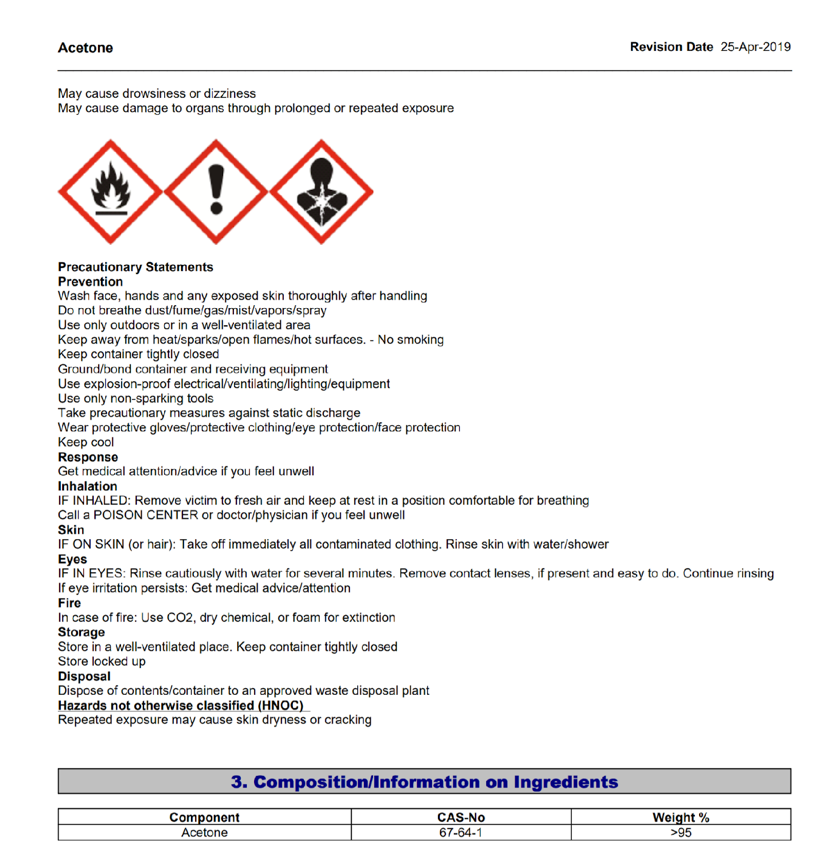 Acetone Revision Date 25-Apr-2019
May cause drowsiness or dizziness
May cause damage to organs through prolonged or repeated exposure
Precautionary Statements
Prevention
Wash face, hands and any exposed skin thoroughly after handling
Do not breathe dust/fume/gas/mist/vapors/spray
Use only outdoors or in a well-ventilated area
Keep away from heat/sparks/open flames/hot surfaces. - No smoking
Keep container tightly closed
Ground/bond container and receiving equipment
Use explosion-proof electrical/ventilating/lighting/equipment
Use only non-sparking tools
Take precautionary measures against static discharge
Wear protective gloves/protective clothing/eye protection/face protection
Keep cool
Response
Get medical attention/advice if you feel unwell
Inhalation
IF INHALED: Remove victim to fresh air and keep at rest in a position comfortable for breathing
Call a POISON CENTER or doctor/physician if you feel unwell
Skin
IF ON SKIN (or hair): Take off immediately all contaminated clothing. Rinse skin with water/shower
Eyes
IF IN EYES: Rinse cautiously with water for several minutes. Remove contact lenses, if present and easy to do. Continue rinsing
If eye irritation persists: Get medical advice/attention
Fire
In case of fire: Use CO2, dry chemical, or foam for extinction
Storage
Store in a well-ventilated place. Keep container tightly closed
Store locked up
Disposal
Dispose of contents/container to an approved waste disposal plant
Hazards not otherwise classified (HNOC)
Repeated exposure may cause skin dryness or cracking
3. Composition/Information on Ingredients
Component CAS-No Weight %
Acetone 67-64-1 >95